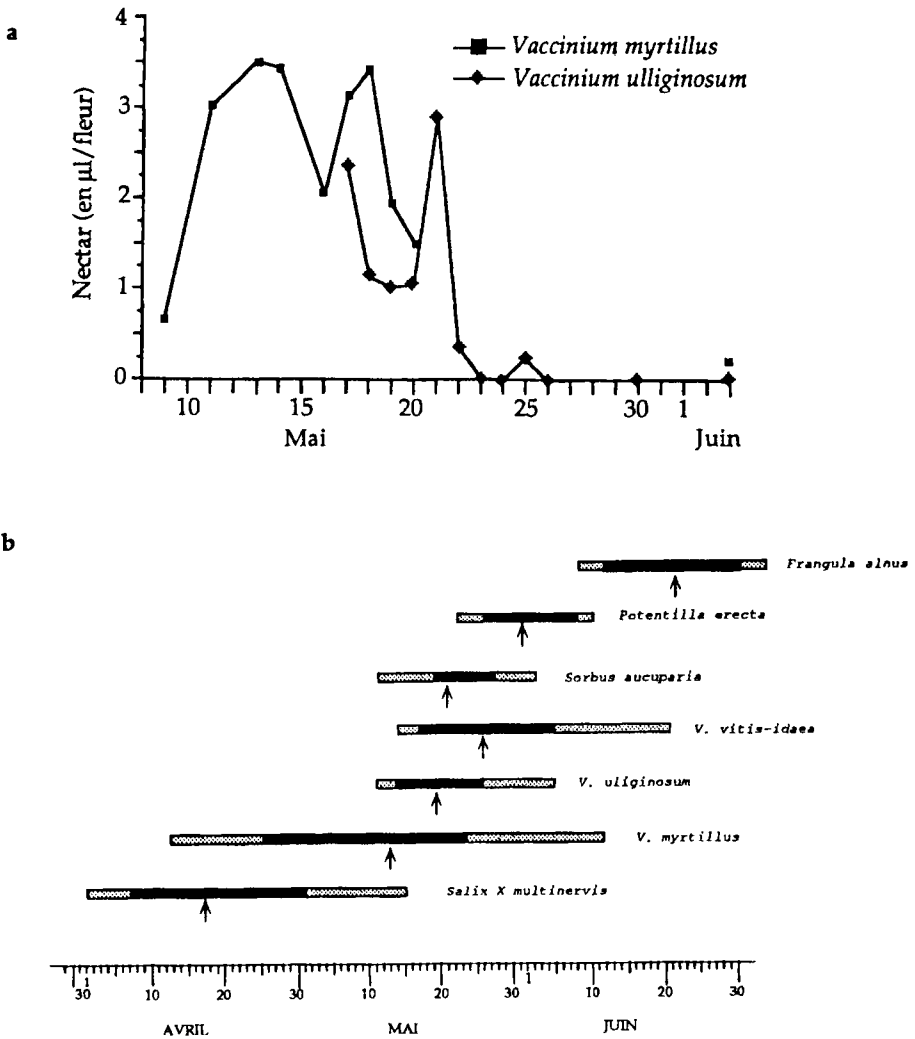 a
4
3
2
1
0
Nectar (en µl/fleur)
Vaccinium myrtillus
Vaccinium ulliginosum
10 15 20 25 30 1
Mai Juin
b
Frangula alnus
Potentilla erecta
Sorbus aucuparia
V. vitis-idaea
V. uliginosum
V. myrtillus
Salix X multinervis
30 1 10 20 30 10 20 30 1 10 20 30
AVRIL MAI JUIN